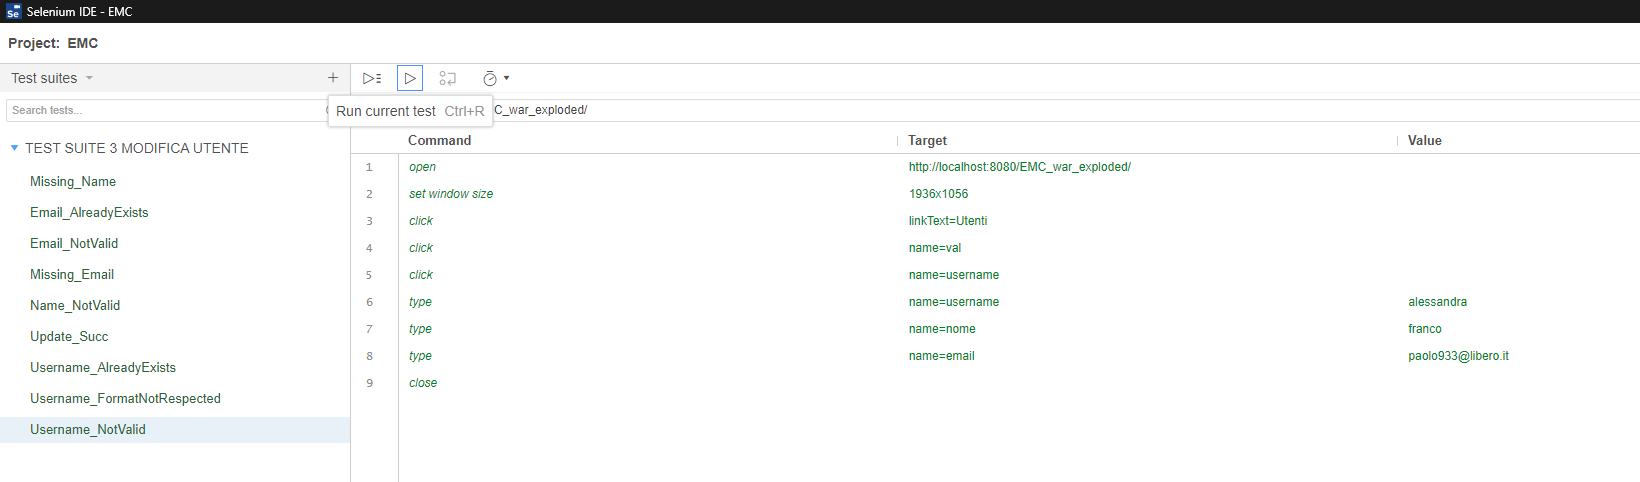 Se Selenium IDE - EMC
Project: EMC
Test suites +
Search tests...
Run current test Ctrl+R
C_war_exploded/
Command Target Value
TEST SUITE 3 MODIFICA UTENTE
Missing_Name
Email_AlreadyExists
Email_NotValid
Missing_Email
Name_NotValid
Update_Succ
Username_AlreadyExists
Username_FormatNotRespected
Username_NotValid
1 open http://localhost:8080/EMC_war_exploded/
2 set window size 1936x1056
3 click linkText=Utenti
4 click name=val
5 click name=username
6 type name=username alessandra
7 type name=nome franco
8 type name=email paolo933@libero.it
9 close